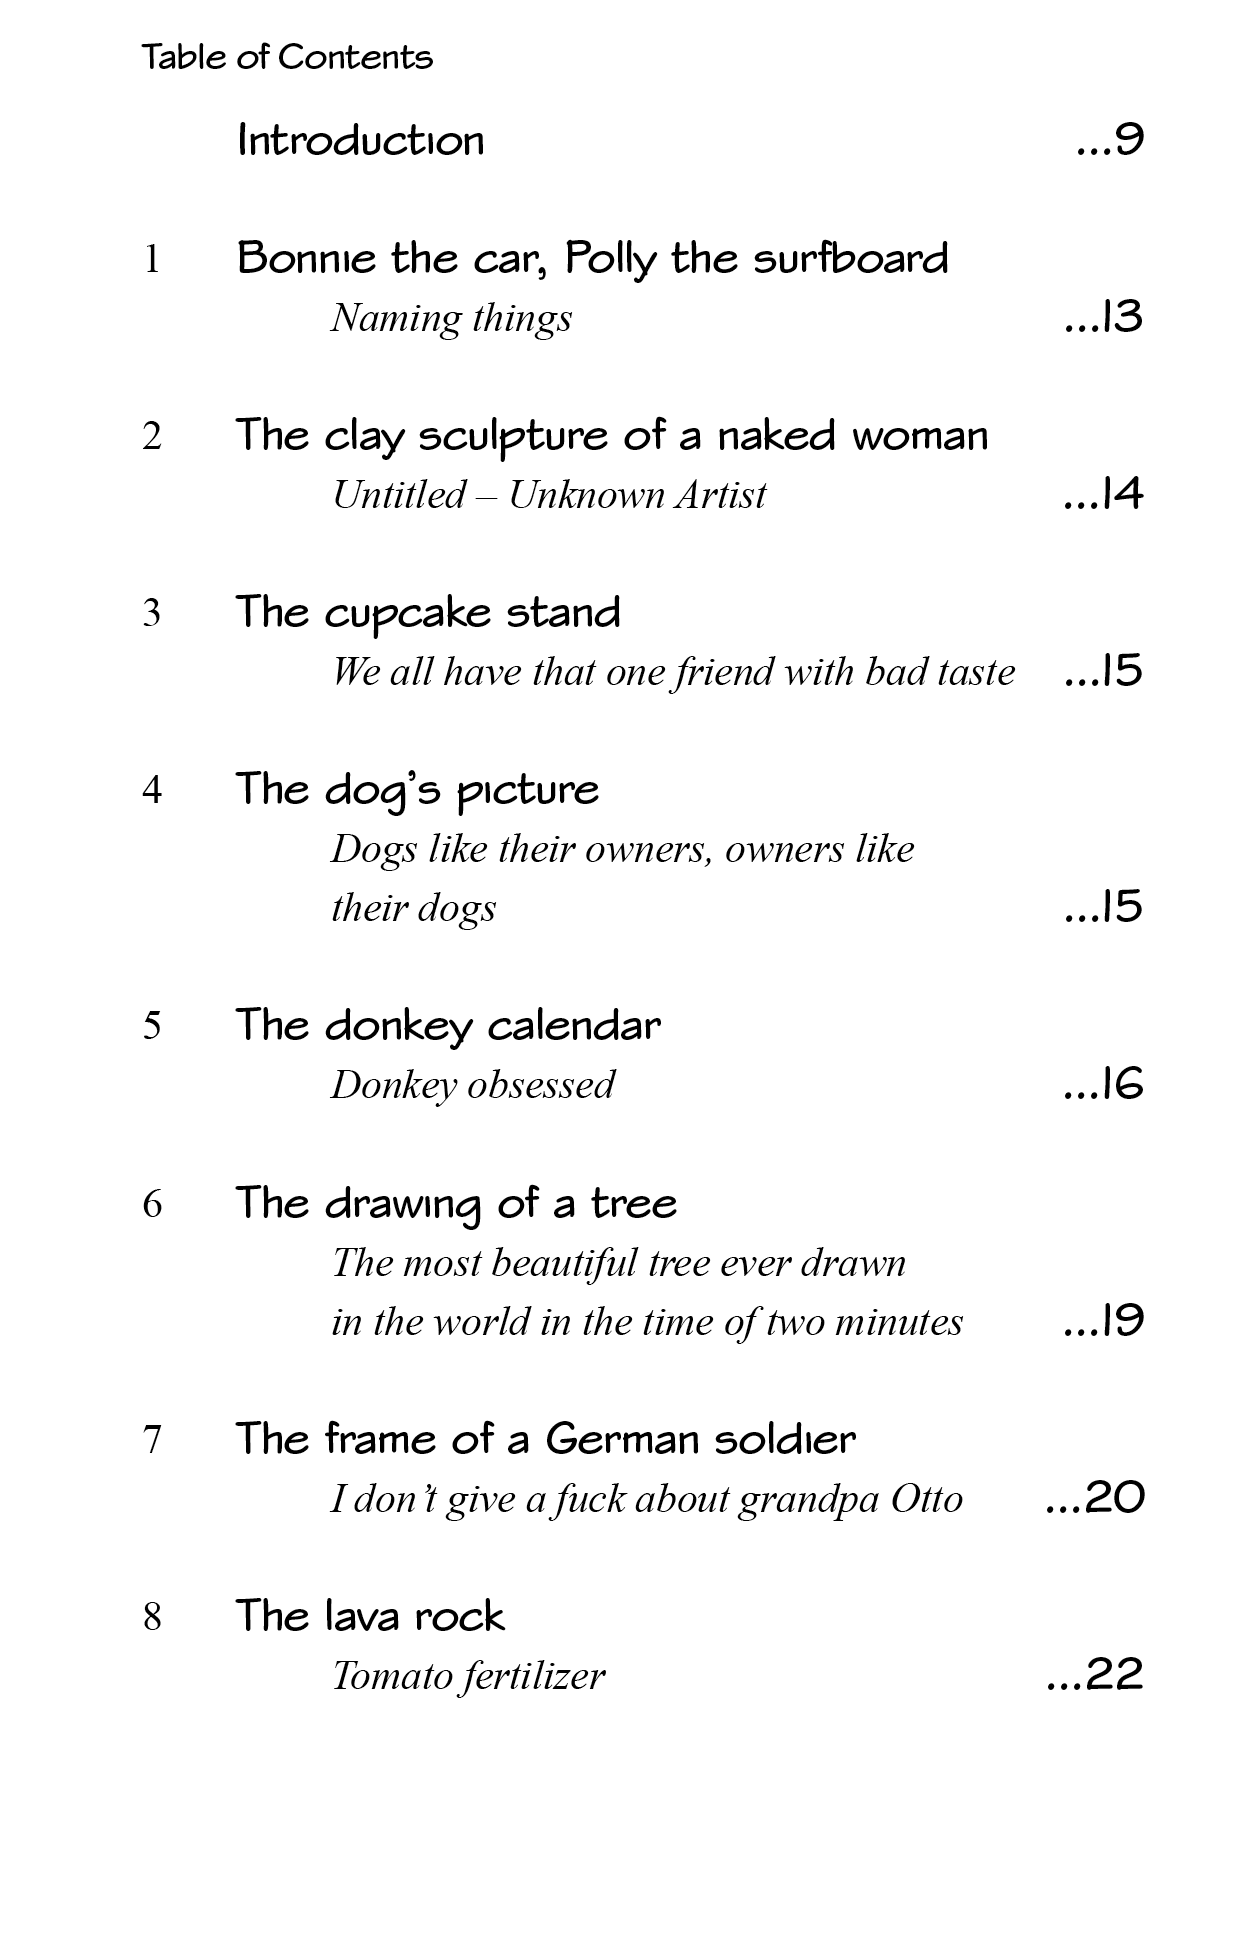 Table of Contents
Introduction ...9
1 Bonnie the car, Polly the surfboard
Naming things ...13
2 The clay sculpture of a naked woman
Untitled – Unknown Artist ...14
3 The cupcake stand
We all have that one friend with bad taste ...15
4 The dog’s picture
Dogs like their owners, owners like
their dogs ...15
5 The donkey calendar
Donkey obsessed ...16
6 The drawing of a tree
The most beautiful tree ever drawn
in the world in the time of two minutes ...19
7 The frame of a German soldier
I don’t give a fuck about grandpa Otto ...20
8 The lava rock
Tomato fertilizer ...22